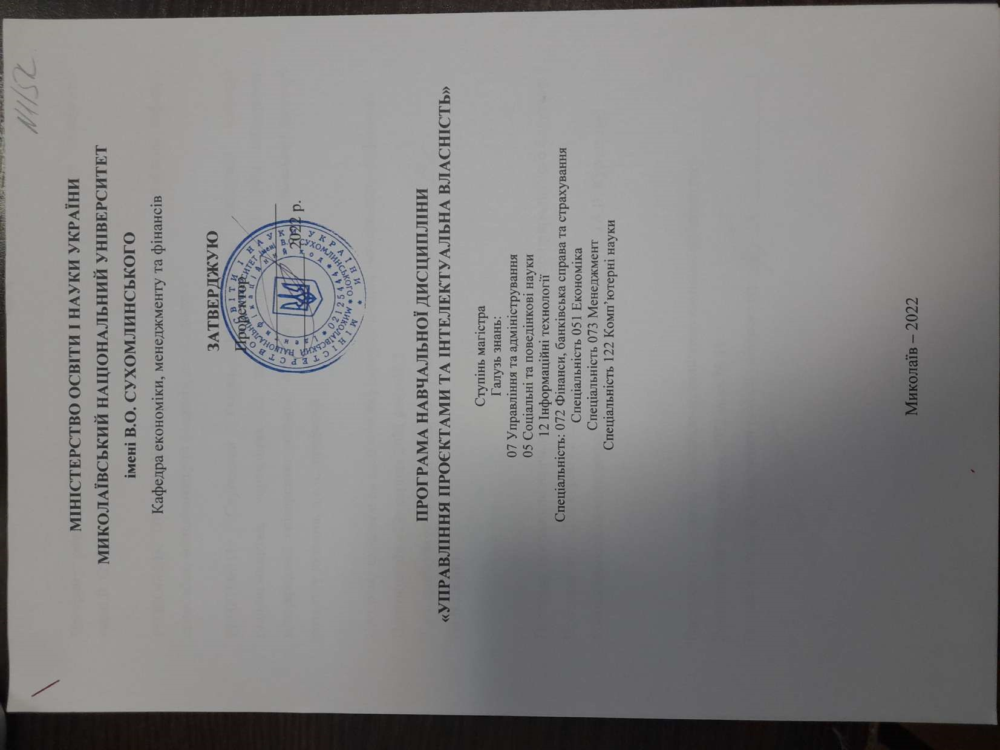 МІНІСТЕРСТВО ОСВІТИ І НАУКИ УКРАЇНИ
МИКОЛАЇВСЬКИЙ НАЦІОНАЛЬНИЙ УНІВЕРСИТЕТ
імені В.О. СУХОМЛИНСЬКОГО
Кафедра економіки, менеджменту та фінансів
ЗАТВЕРДЖУЮ
Проректор
2022 р.
МІНІСТЕРСТВО ОСВІТИ І НАУКИ УКРАЇНИ
МИКОЛАЇВСЬКИЙ НАЦІОНАЛЬНИЙ УНІВЕРСИТЕТ імені В.О. СУХОМЛИНСЬКОГО
Ідентифікаційний код 02125444
ПРОГРАМА НАВЧАЛЬНОЇ ДИСЦИПЛІНИ
«УПРАВЛІННЯ ПРОЄКТАМИ ТА ІНТЕЛЕКТУАЛЬНА ВЛАСНІСТЬ»
Ступінь магістра
Галузь знань:
07 Управління та адміністрування
05 Соціальні та поведінкові науки
12 Інформаційні технології
Спеціальність: 072 Фінанси, банківська справа та страхування
Спеціальність 051 Економіка
Спеціальність 073 Менеджмент
Спеціальність 122 Комп’ютерні науки
Миколаїв – 2022